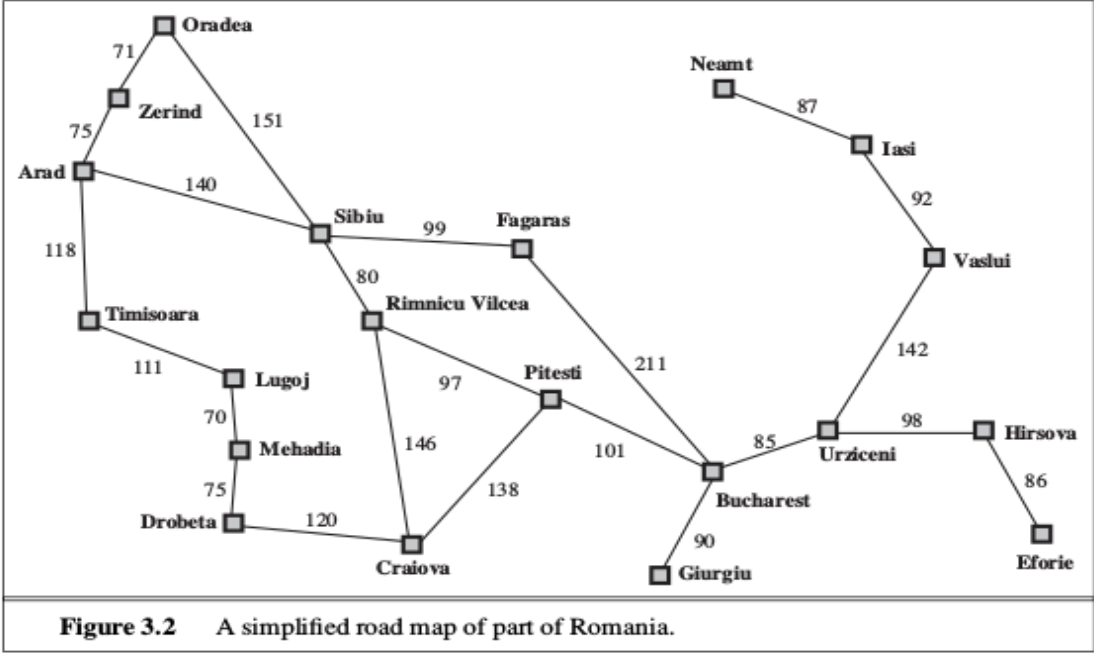 Oradea
71
Neamt
87
Zerind
151
75
Iasi
Arad
140
92
Sibiu
Fagaras
99
118
Vaslui
80
Timisoara
Rimnicu Vilcea
142
111
211
Lugoj
Pitesti
97
70
98
Hirsova
146
101
85
Urziceni
Mehadia
86
75
138
Bucharest
Drobeta
120
90
Eforie
Craiova
Giurgiu
Figure 3.2 A simplified road map of part of Romania.